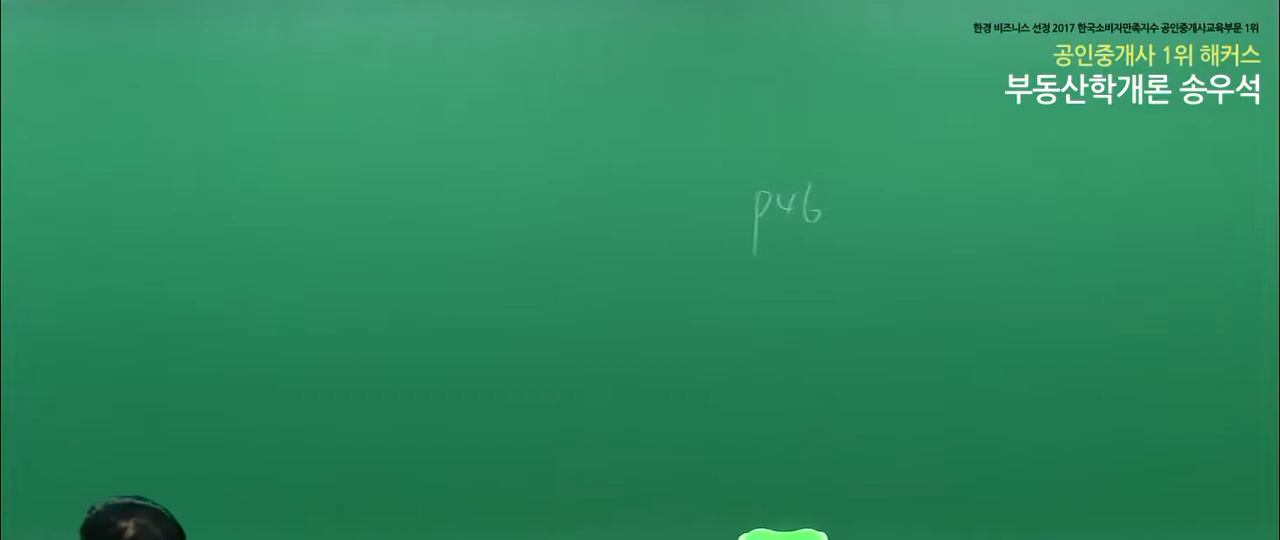 한경 비즈니스 선정 2017 한국소비자만족지수 공인중개사교육부문 1위
공인중개사 1위 해커스
부동산학개론 송우석
p46